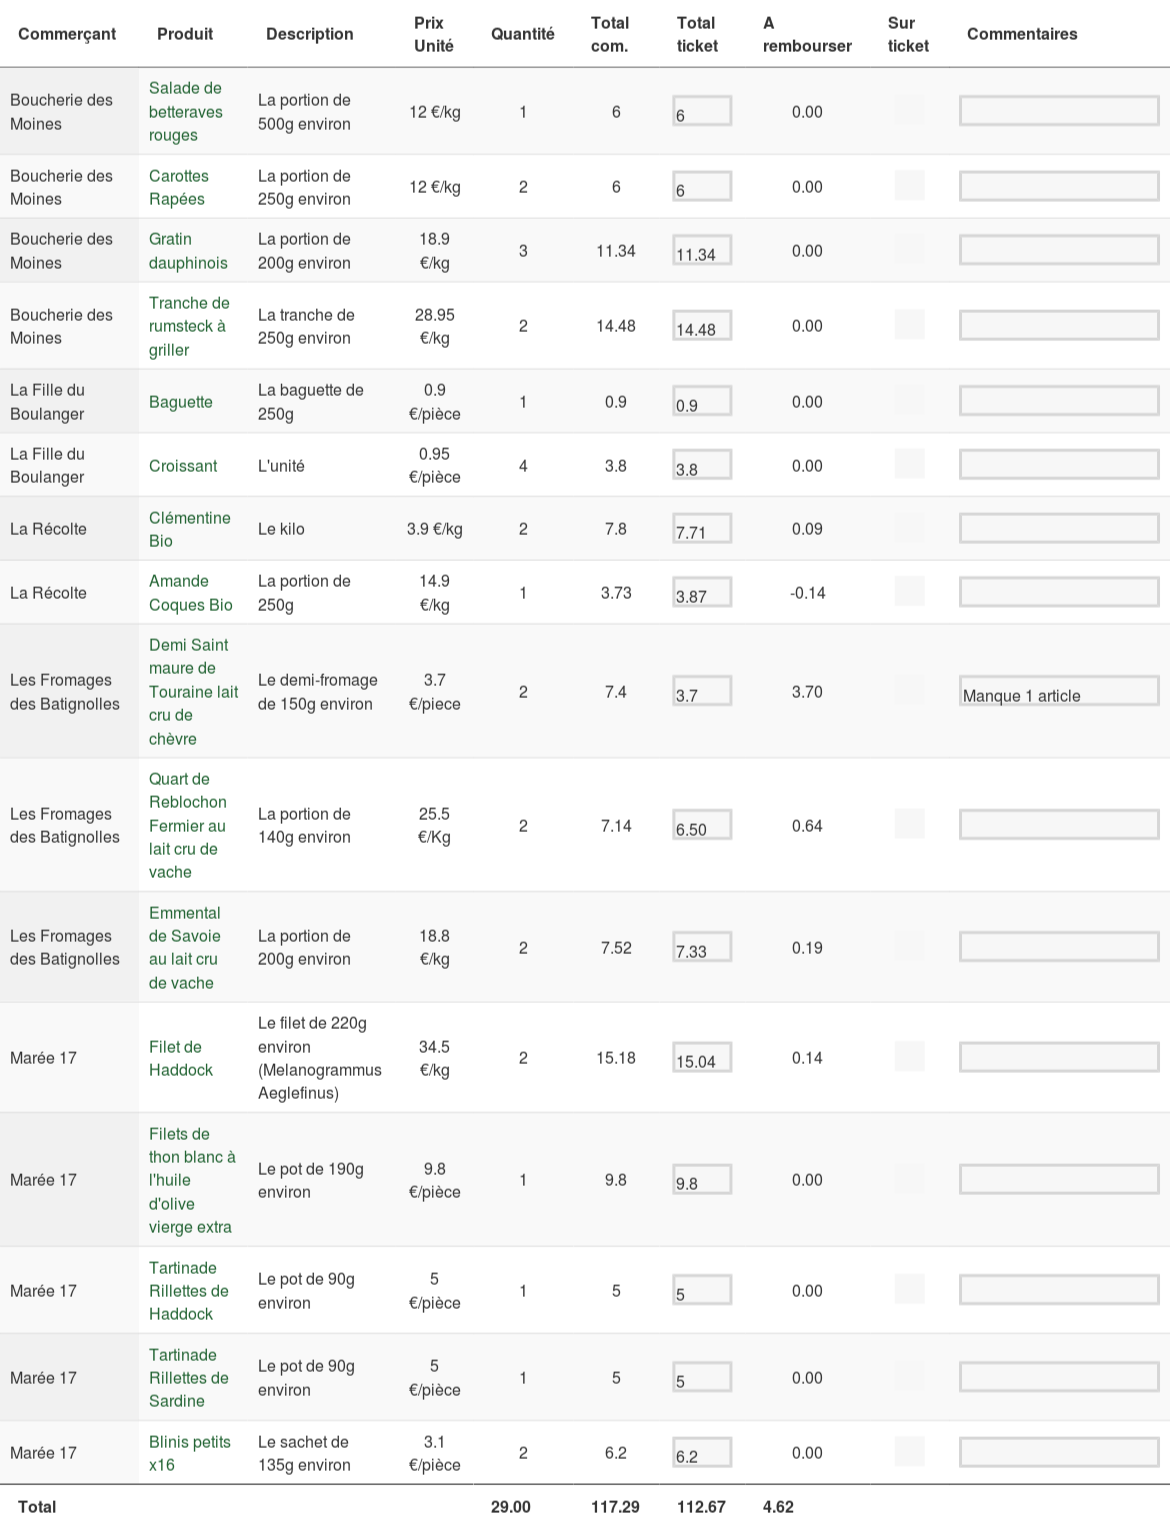 Commerçant Produit Description Prix Unité Quantité Total com. Total ticket A rembourser Sur ticket Commentaires
Boucherie des Moines Salade de betteraves rouges La portion de 500g environ 12 €/kg 1 6 6 0.00
Boucherie des Moines Carottes Rapées La portion de 250g environ 12 €/kg 2 6 6 0.00
Boucherie des Moines Gratin dauphinois La portion de 200g environ 18.9 €/kg 3 11.34 11.34 0.00
Boucherie des Moines Tranche de rumsteck à griller La tranche de 250g environ 28.95 €/kg 2 14.48 14.48 0.00
La Fille du Boulanger Baguette La baguette de 250g 0.9 €/pièce 1 0.9 0.9 0.00
La Fille du Boulanger Croissant L'unité 0.95 €/pièce 4 3.8 3.8 0.00
La Récolte Clémentine Bio Le kilo 3.9 €/kg 2 7.8 7.71 0.09
La Récolte Amande Coques Bio La portion de 250g 14.9 €/kg 1 3.73 3.87 -0.14
Les Fromages des Batignolles Demi Saint maure de Touraine lait cru de chèvre Le demi-fromage de 150g environ 3.7 €/piece 2 7.4 3.7 3.70 Manque 1 article
Les Fromages des Batignolles Quart de Reblochon Fermier au lait cru de vache La portion de 140g environ 25.5 €/Kg 2 7.14 6.50 0.64
Les Fromages des Batignolles Emmental de Savoie au lait cru de vache La portion de 200g environ 18.8 €/kg 2 7.52 7.33 0.19
Marée 17 Filet de Haddock Le filet de 220g environ (Melanogrammus Aeglefinus) 34.5 €/kg 2 15.18 15.04 0.14
Marée 17 Filets de thon blanc à l'huile d'olive vierge extra Le pot de 190g environ 9.8 €/pièce 1 9.8 9.8 0.00
Marée 17 Tartinade Rillettes de Haddock Le pot de 90g environ 5 €/pièce 1 5 5 0.00
Marée 17 Tartinade Rillettes de Sardine Le pot de 90g environ 5 €/pièce 1 5 5 0.00
Marée 17 Blinis petits x16 Le sachet de 135g environ 3.1 €/pièce 2 6.2 6.2 0.00
Total 29.00 117.29 112.67 4.62